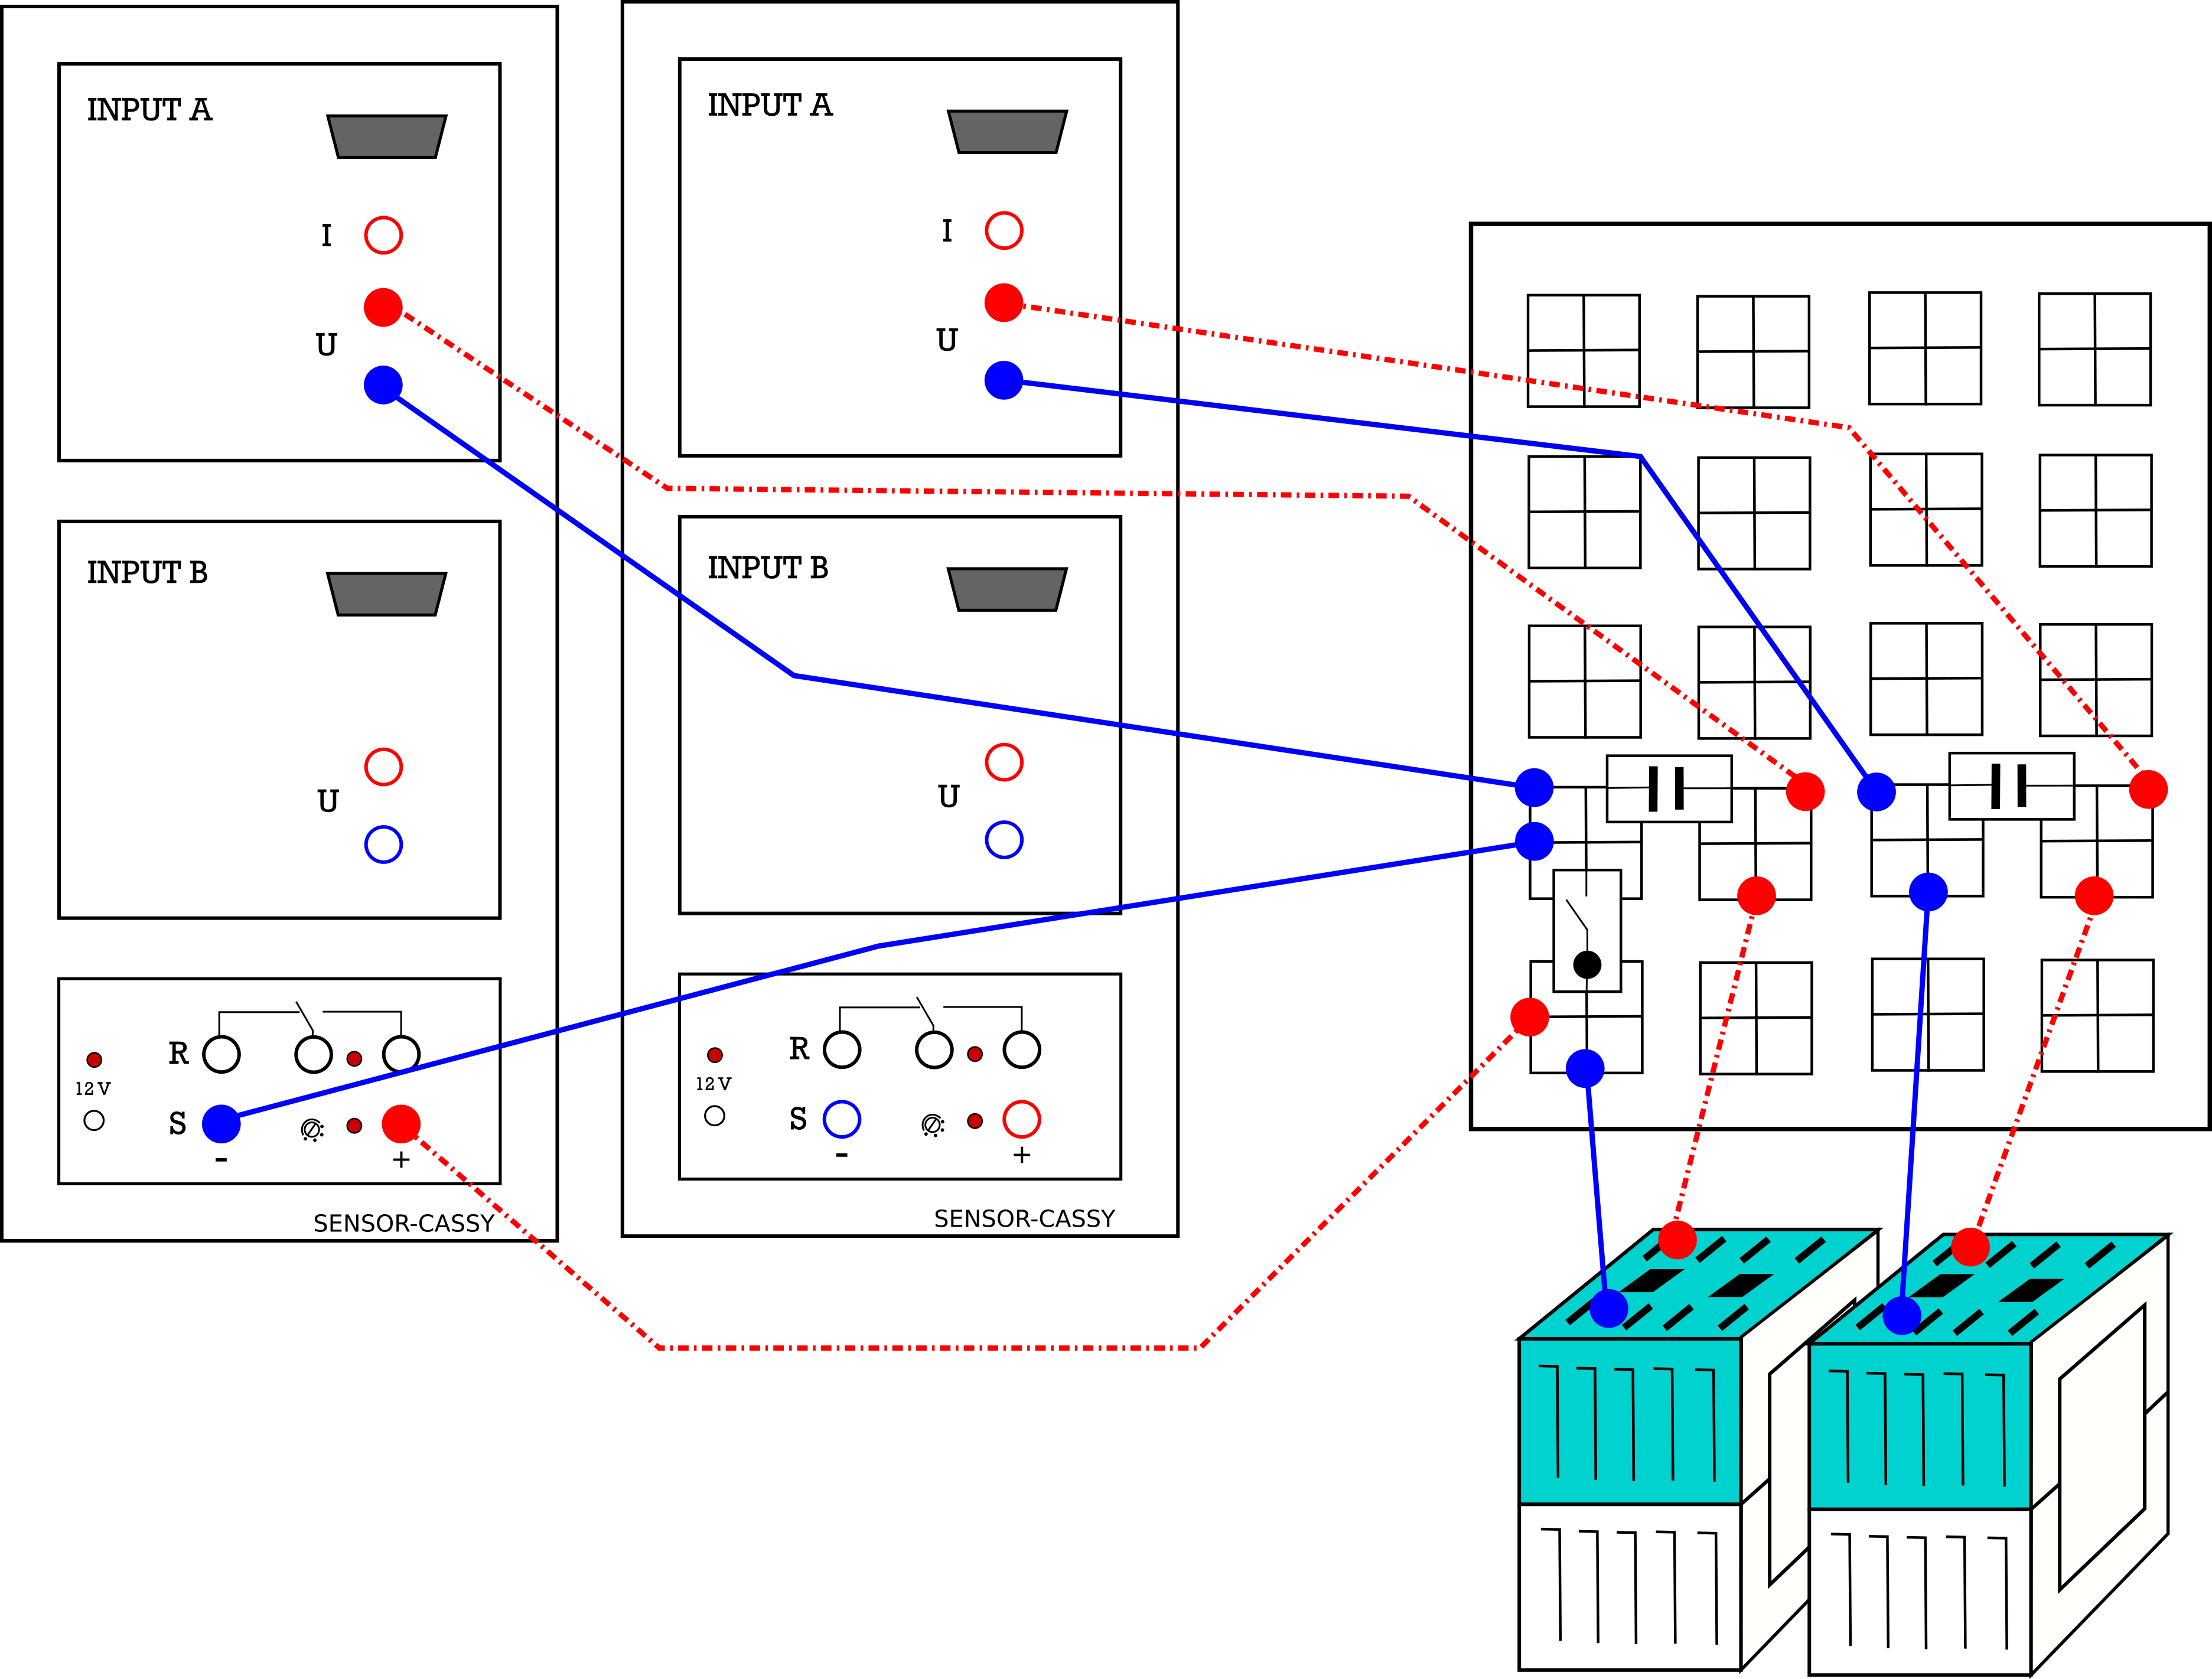 INPUT A
I
U
INPUT B
U
R
12 V
S
-
+
SENSOR-CASSY
INPUT A
I
U
INPUT B
U
R
12 V
S
-
+
SENSOR-CASSY